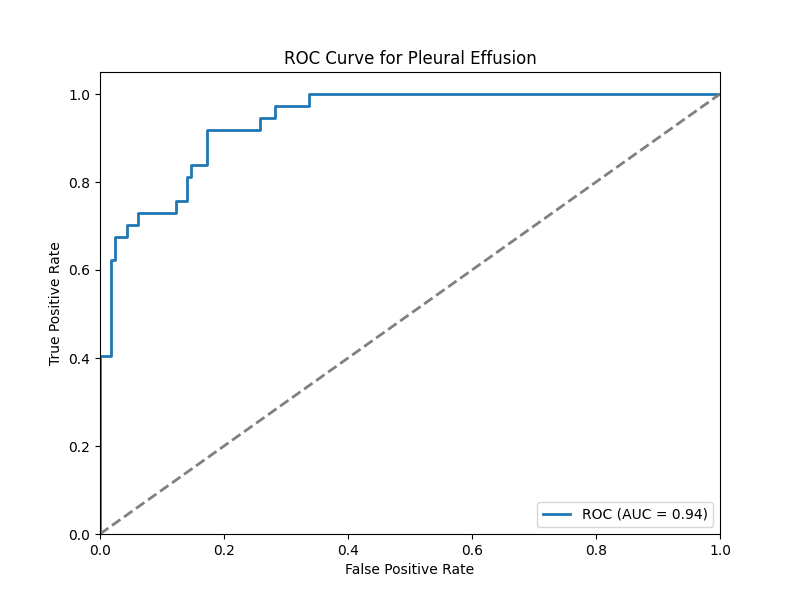 ROC Curve for Pleural Effusion
1.0
0.8
0.6
0.4
0.2
0.0
True Positive Rate
ROC (AUC = 0.94)
0.0 0.2 0.4 0.6 0.8 1.0
False Positive Rate